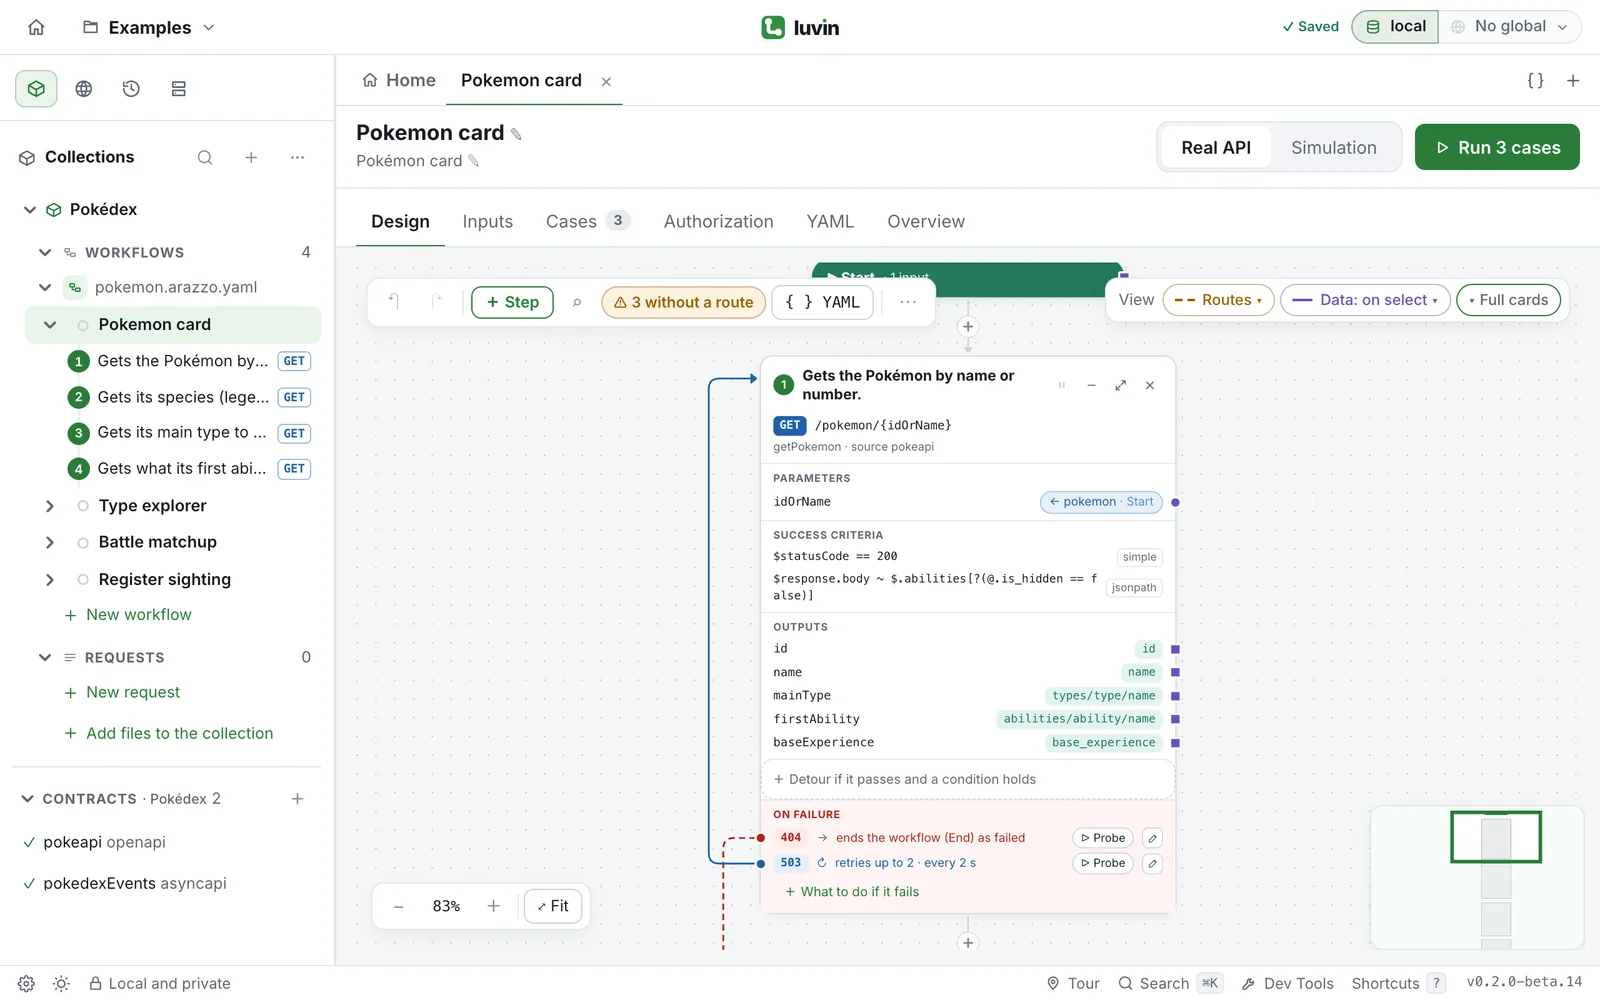 Examples
luvin
Saved
local
No global
Home
Pokemon card
Collections
Pokemon card
Pokémon card
Real API
Simulation
Run 3 cases
Pokédex
Design
Inputs
Cases 3
Authorization
YAML
Overview
WORKFLOWS 4
pokemon.arazzo.yaml
Pokemon card
1 Gets the Pokémon by... GET
2 Gets its species (lege... GET
3 Gets its main type to ... GET
4 Gets what its first abi... GET
Type explorer
Battle matchup
Register sighting
+ New workflow
REQUESTS 0
+ New request
+ Add files to the collection
CONTRACTS · Pokédex 2
pokeapi openapi
pokedexEvents asyncapi
Start · 1 input
+ Step
3 without a route
{ } YAML
...
View
Routes
Data: on select
Full cards
1 Gets the Pokémon by name or
number.
GET /pokemon/{idOrName}
getPokemon · source pokeapi
PARAMETERS
idOrName ← pokemon · Start
SUCCESS CRITERIA
$statusCode == 200 simple
$response.body ~ $.abilities[?(@.is_hidden == f
alse)] jsonpath
OUTPUTS
id id
name name
mainType types/type/name
firstAbility abilities/ability/name
baseExperience base_experience
+ Detour if it passes and a condition holds
ON FAILURE
404 → ends the workflow (End) as failed Probe
503 retries up to 2 · every 2 s Probe
+ What to do if it fails
− 83% + Fit
Local and private
Tour
Search ⌘K
Dev Tools
Shortcuts ?
v0.2.0-beta.14